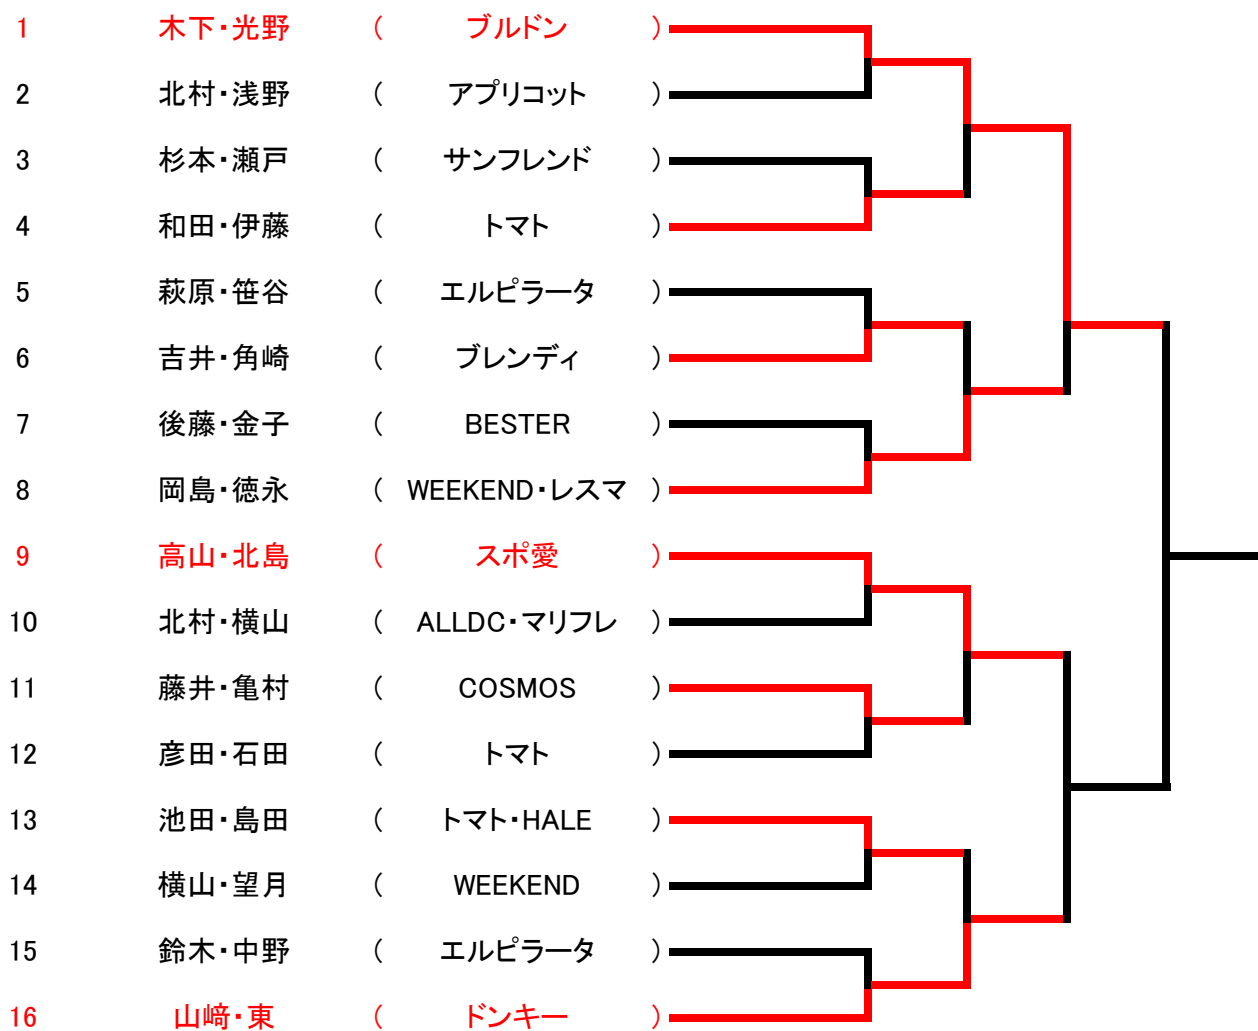 1 木下・光野 ( ブルドン )
2 北村・浅野 ( アプリコット )
3 杉本・瀬戸 ( サンフレンド )
4 和田・伊藤 ( トマト )
5 萩原・笹谷 ( エルピラータ )
6 吉井・角崎 ( ブレンディ )
7 後藤・金子 ( BESTER )
8 岡島・徳永 ( WEEKEND・レスマ )
9 高山・北島 ( スポ愛 )
10 北村・横山 ( ALLDC・マリフレ )
11 藤井・亀村 ( COSMOS )
12 彦田・石田 ( トマト )
13 池田・島田 ( トマト・HALE )
14 横山・望月 ( WEEKEND )
15 鈴木・中野 ( エルピラータ )
16 山﨑・東 ( ドンキー )